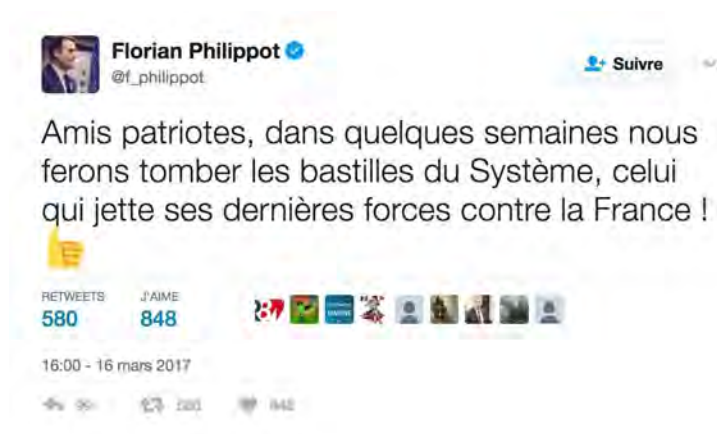 Florian Philippot
@f_philippot
Suivre
Amis patriotes, dans quelques semaines nous
ferons tomber les bastilles du Système, celui
qui jette ses dernières forces contre la France !
RETWEETS J'AIME
580 848
16:00 - 16 mars 2017